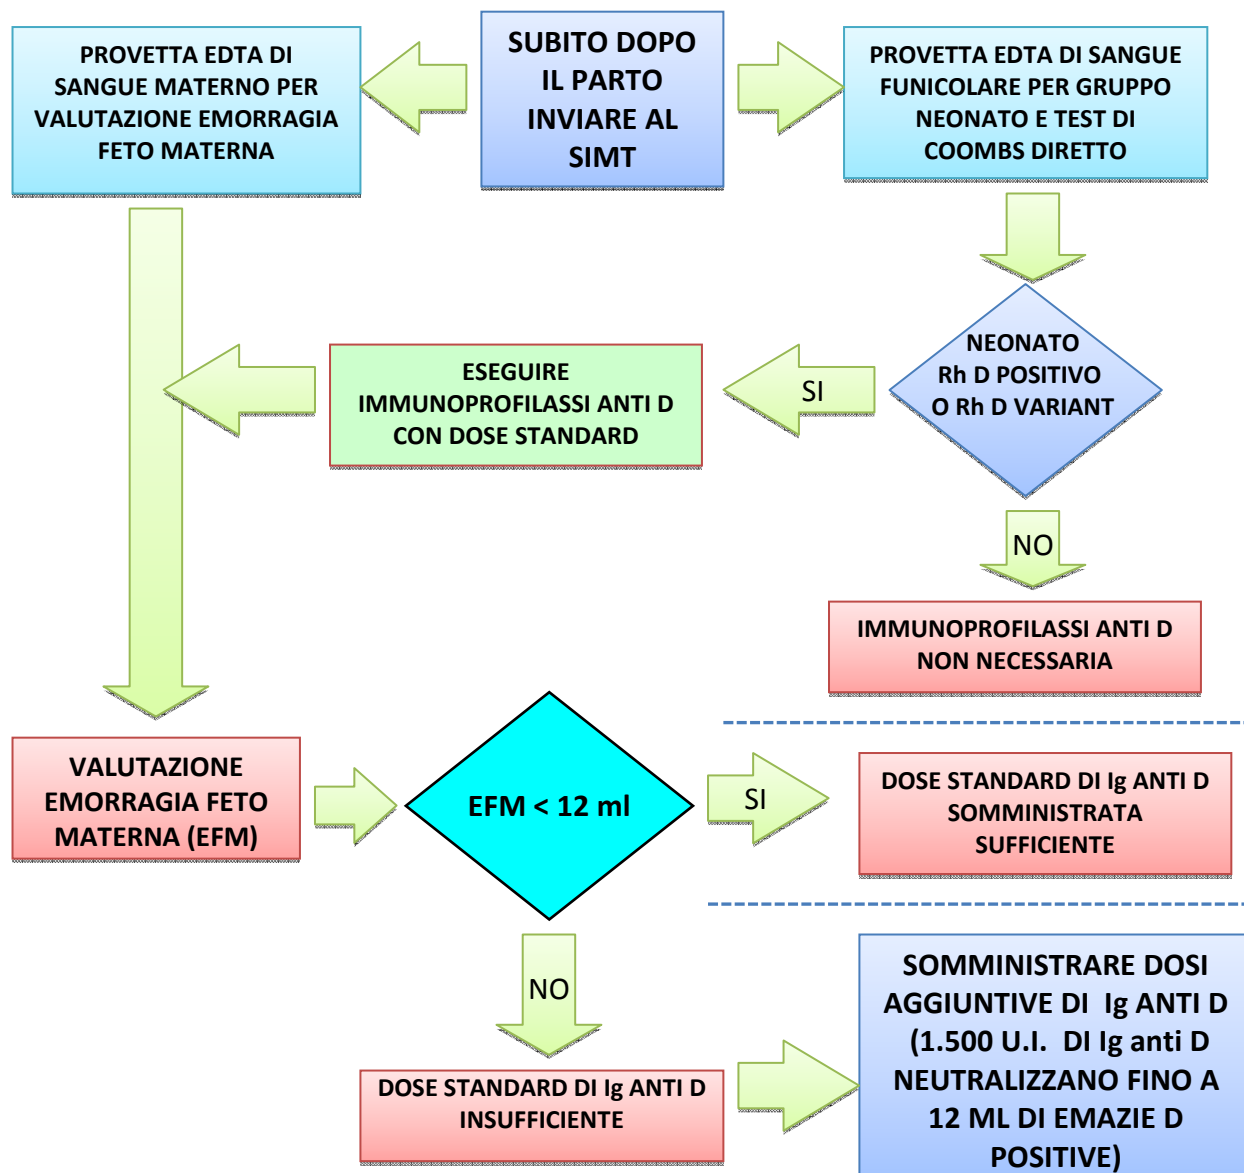 PROVETTA EDTA DI
SANGUE MATERNO PER
VALUTAZIONE EMORRAGIA
FETO MATERNA
SUBITO DOPO
IL PARTO
INVIARE AL
SIMT
PROVETTA EDTA DI SANGUE
FUNICOLARE PER GRUPPO
NEONATO E TEST DI
COOMBS DIRETTO
NEONATO
Rh D POSITIVO
O Rh D VARIANT
SI
ESEGUIRE
IMMUNOPROFILASSI ANTI D
CON DOSE STANDARD
NO
IMMUNOPROFILASSI ANTI D
NON NECESSARIA
VALUTAZIONE
EMORRAGIA FETO
MATERNA (EFM)
EFM < 12 ml
SI
DOSE STANDARD DI Ig ANTI D
SOMMINISTRATA
SUFFICIENTE
NO
DOSE STANDARD DI Ig ANTI D
INSUFFICIENTE
SOMMINISTRARE DOSI
AGGIUNTIVE DI Ig ANTI D
(1.500 U.I. DI Ig anti D
NEUTRALIZZANO FINO A
12 ML DI EMAZIE D
POSITIVE)